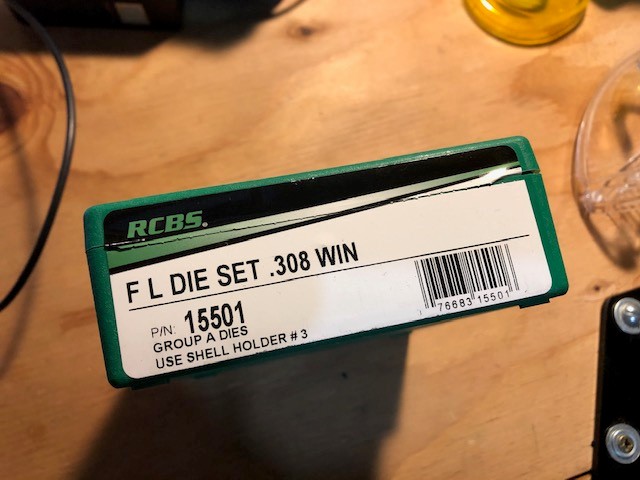 RCBS.
F L DIE SET .308 WIN
P/N: 15501
GROUP A DIES
USE SHELL HOLDER # 3
76683 15501